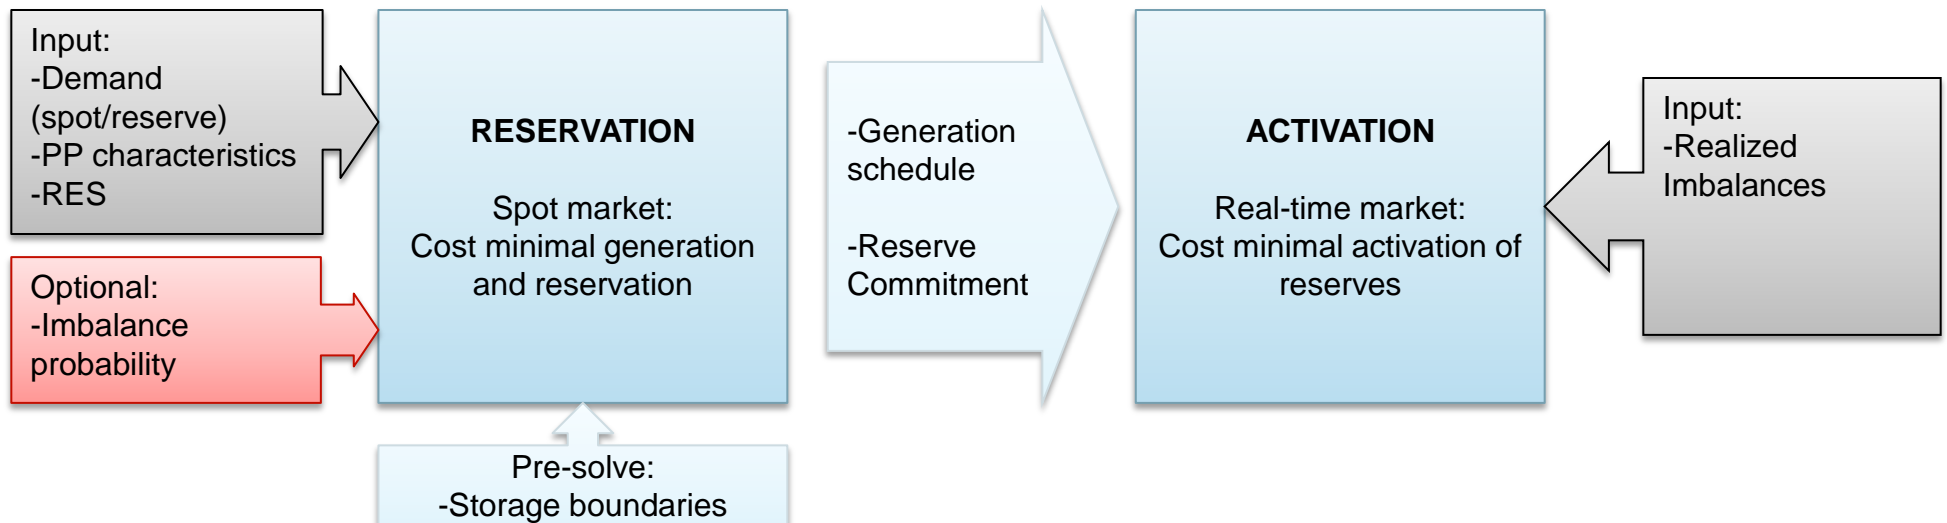 Input:
-Demand
(spot/reserve)
-PP characteristics
-RES
Optional:
-Imbalance
probability
RESERVATION
Spot market:
Cost minimal generation
and reservation
Pre-solve:
-Storage boundaries
-Generation
schedule
-Reserve
Commitment
ACTIVATION
Real-time market:
Cost minimal activation of
reserves
Input:
-Realized
Imbalances